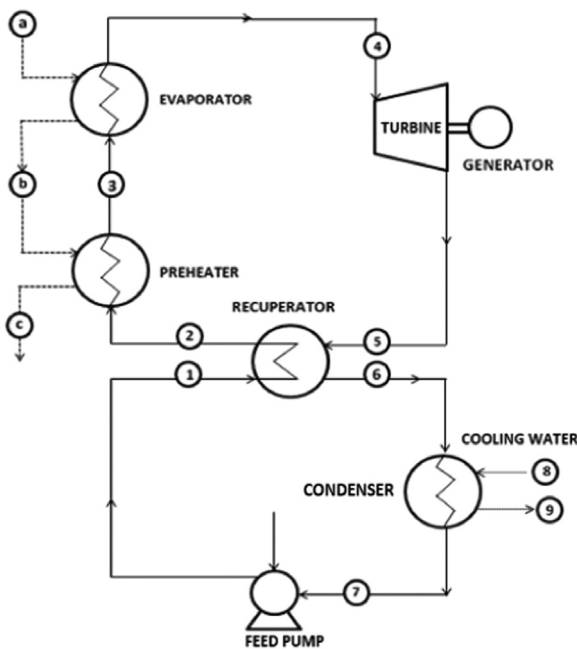 a
4
EVAPORATOR
TURBINE
GENERATOR
b
3
PREHEATER
RECUPERATOR
c
2
5
1
6
COOLING WATER
8
CONDENSER
9
7
FEED PUMP